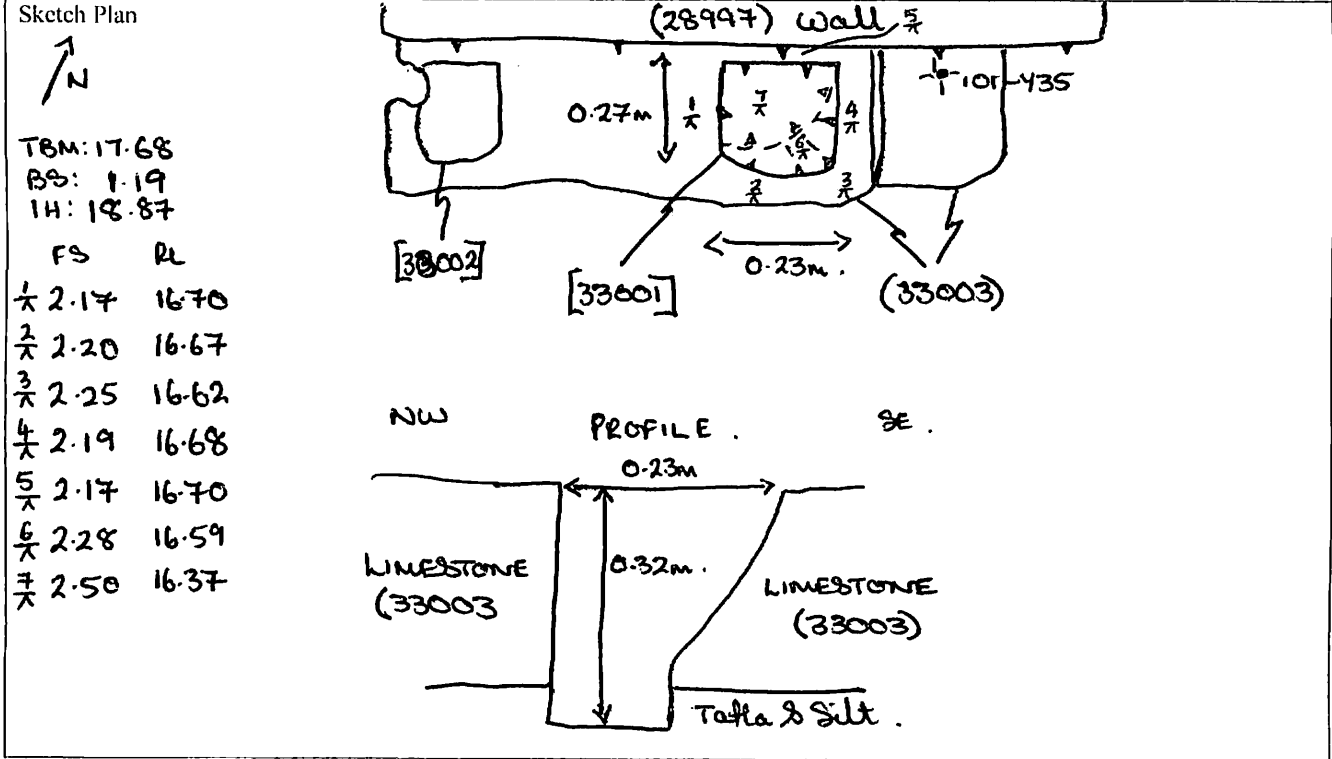 Sketch Plan
N
TBM: 17.68
BS: 1.19
IH: 18.87
FS RL
1/⊼ 2.17 16.70
2/⊼ 2.20 16.67
3/⊼ 2.25 16.62
4/⊼ 2.19 16.68
5/⊼ 2.17 16.70
6/⊼ 2.28 16.59
7/⊼ 2.50 16.37
(28997) Wall 5/⊼
0.27m 1/⊼ 7/⊼ 6/⊼ 4/⊼
2/⊼ 3/⊼
0.23m.
[33002] [33001] (33003)
NW PROFILE. SE.
0.23m
0.32m.
LIMESTONE
(33003
LIMESTONE
(33003)
Tafla & Silt.